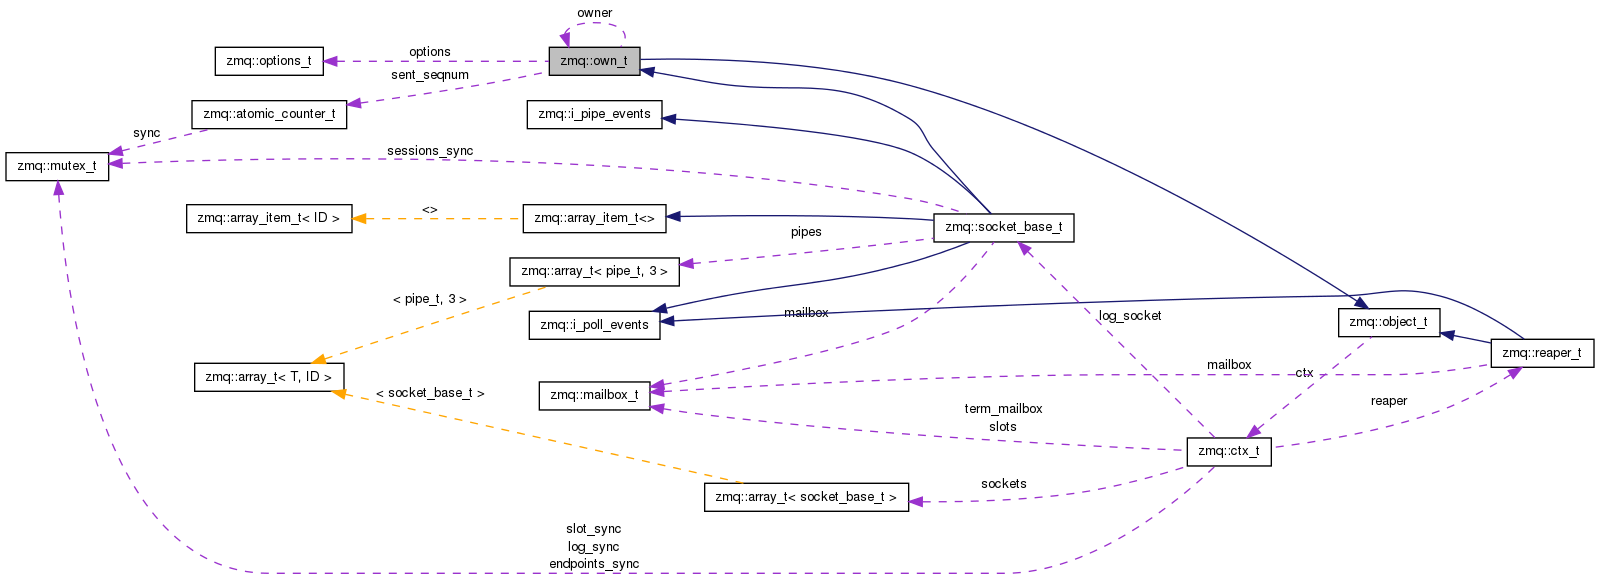 owner
zmq::options_t
options
zmq::own_t
sent_seqnum
zmq::atomic_counter_t
zmq::i_pipe_events
sync
zmq::mutex_t
sessions_sync
zmq::array_item_t< ID >
<>
zmq::array_item_t<>
zmq::socket_base_t
pipes
zmq::array_t< pipe_t, 3 >
< pipe_t, 3 >
zmq::i_poll_events
mailbox
log_socket
zmq::object_t
zmq::reaper_t
zmq::array_t< T, ID >
mailbox
ctx
< socket_base_t >
zmq::mailbox_t
term_mailbox
slots
reaper
zmq::ctx_t
sockets
zmq::array_t< socket_base_t >
slot_sync
log_sync
endpoints_sync